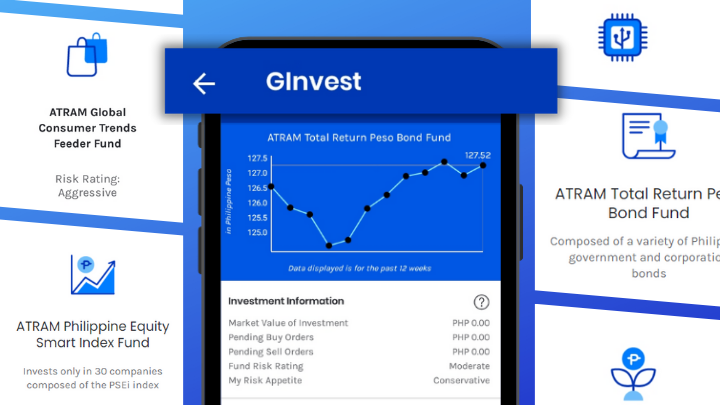 ATRAM Global
Consumer Trends
Feeder Fund
Risk Rating:
Aggressive
ATRAM Philippine Equity
Smart Index Fund
Invests only in 30 companies
composed of the PSEi index
GInvest
ATRAM Total Return Peso Bond Fund
127.52
127.5
127.0
126.5
126.0
125.5
125.0
in Philippine Peso
Data displayed is for the past 12 weeks
Investment Information
?
Market Value of Investment PHP 0.00
Pending Buy Orders PHP 0.00
Pending Sell Orders PHP 0.00
Fund Risk Rating Moderate
My Risk Appetite Conservative
ATRAM Total Return Pe
Bond Fund
Composed of a variety of Philip
government and corporatio
bonds